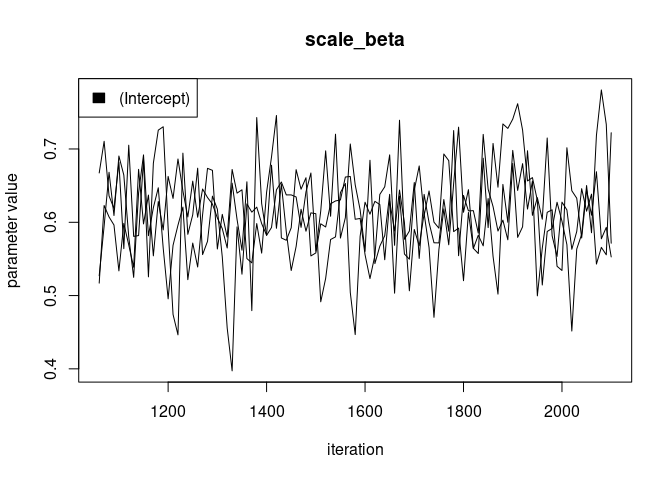 scale_beta
(Intercept)
parameter value
0.7
0.6
0.5
0.4
1200 1400 1600 1800 2000
iteration